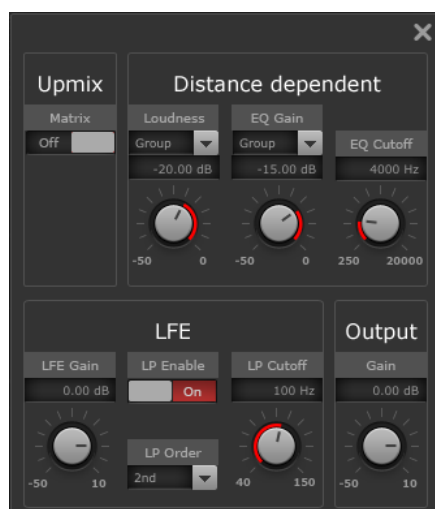 Upmix
Distance dependent
Matrix
Loudness
EQ Gain
Off
Group
Group
EQ Cutoff
-20.00 dB
-15.00 dB
4000 Hz
-50 0
-50 0
250 20000
LFE
Output
LFE Gain
LP Enable
LP Cutoff
Gain
0.00 dB
On
100 Hz
0.00 dB
LP Order
2nd
-50 10
40 150
-50 10